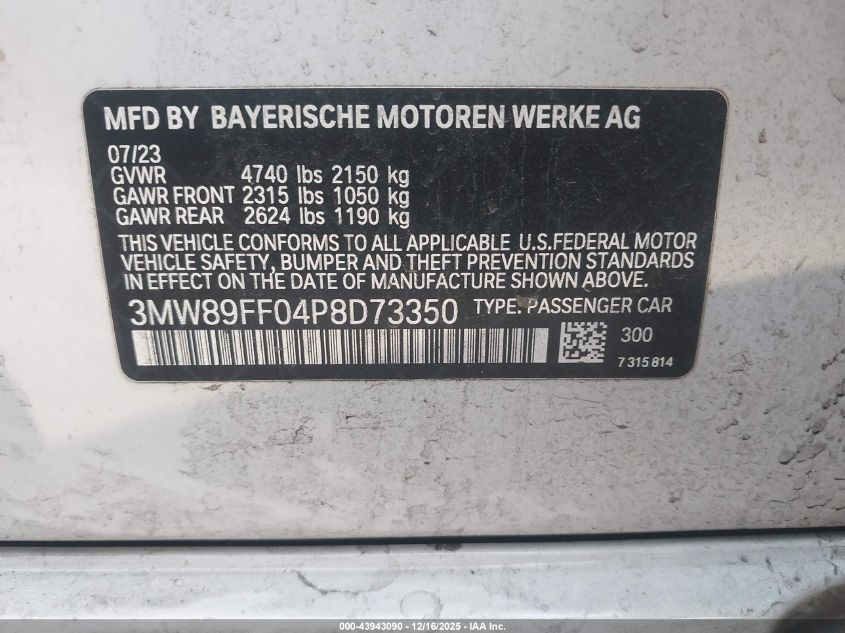 MFD BY BAYERISCHE MOTOREN WERKE AG
07/23
GVWR 4740 lbs 2150 kg
GAWR FRONT 2315 lbs 1050 kg
GAWR REAR 2624 lbs 1190 kg
THIS VEHICLE CONFORMS TO ALL APPLICABLE U.S.FEDERAL MOTOR
VEHICLE SAFETY, BUMPER AND THEFT PREVENTION STANDARDS
IN EFFECT ON THE DATE OF MANUFACTURE SHOWN ABOVE.
3MW89FF04P8D73350 TYPE: PASSENGER CAR
300
7 315 814
000-43943090 - 12/16/2025 - IAA Inc.